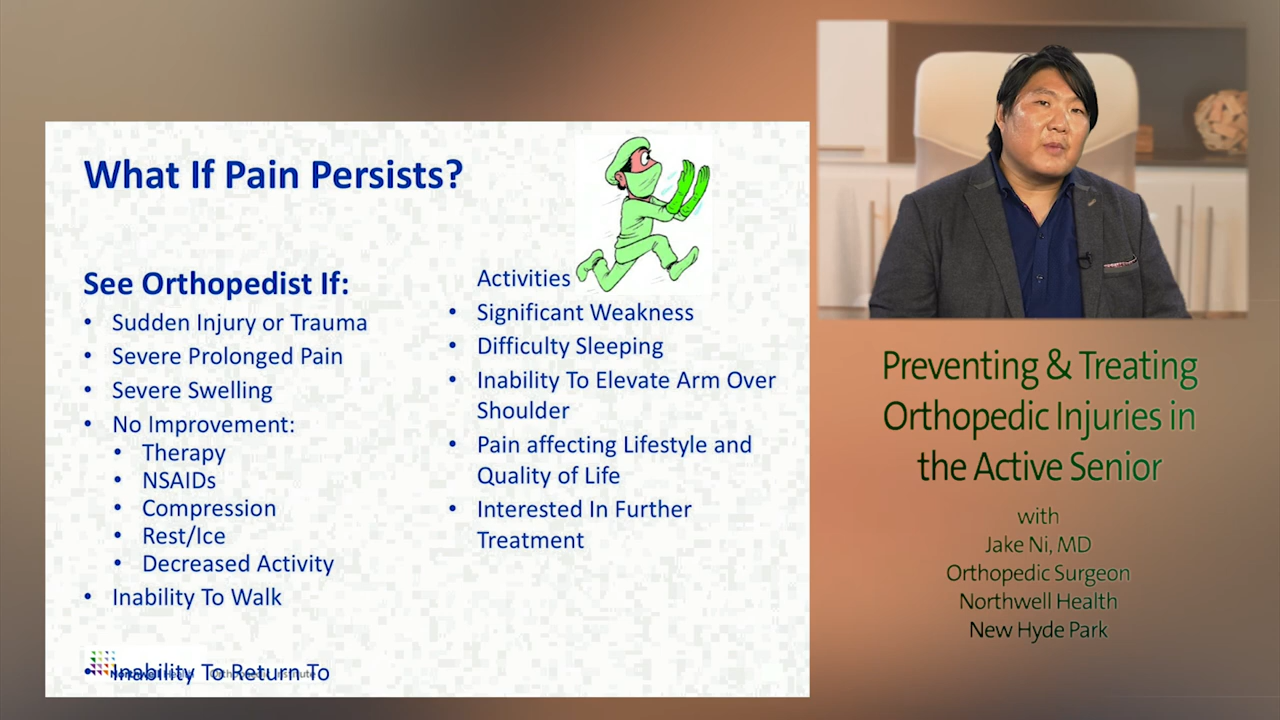 What If Pain Persists?
See Orthopedist If:
• Sudden Injury or Trauma
• Severe Prolonged Pain
• Severe Swelling
• No Improvement:
• Therapy
• NSAIDs
• Compression
• Rest/Ice
• Decreased Activity
• Inability To Walk
• Inability To Return To
Northwell Health
Activities
• Significant Weakness
• Difficulty Sleeping
• Inability To Elevate Arm Over
Shoulder
• Pain affecting Lifestyle and
Quality of Life
• Interested In Further
Treatment
Preventing & Treating
Orthopedic Injuries in
the Active Senior
with
Jake Ni, MD
Orthopedic Surgeon
Northwell Health
New Hyde Park